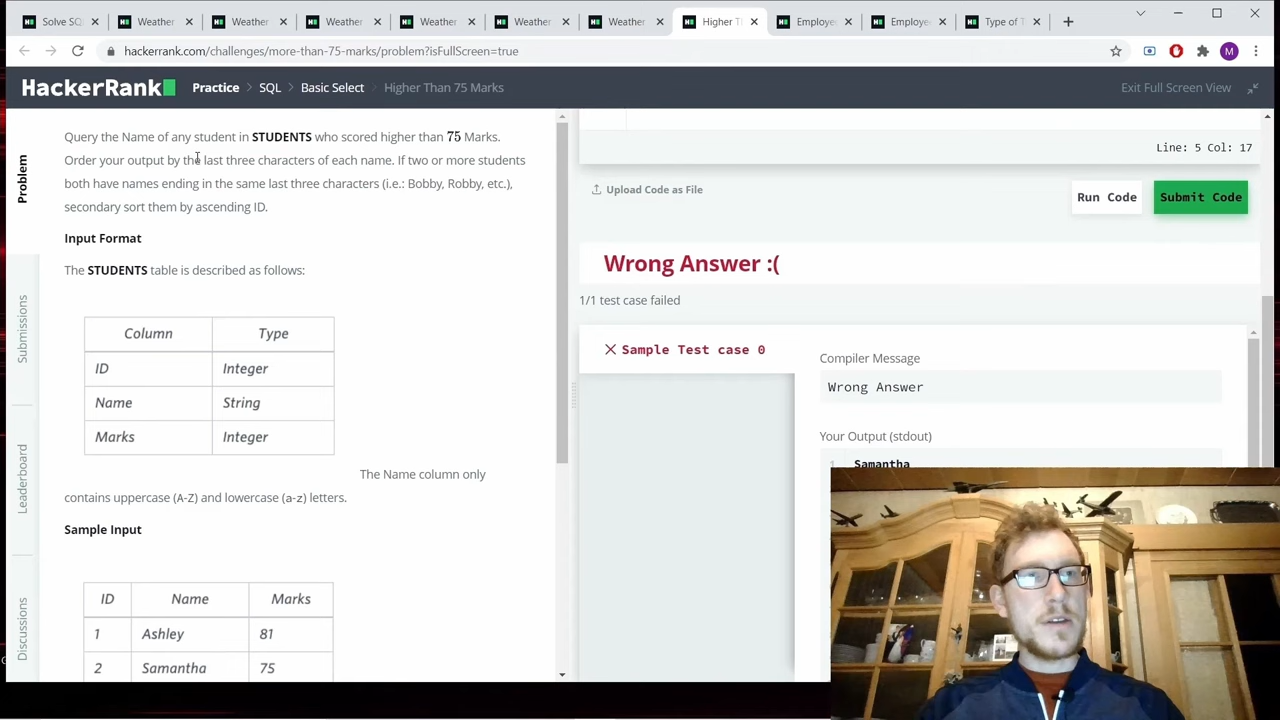 Solve SQ
Weather
Weather
Weather
Weather
Weather
Weather
Higher T
Employe
Employe
Type of T
hackerrank.com/challenges/more-than-75-marks/problem?isFullScreen=true
M
HackerRank
Practice > SQL > Basic Select > Higher Than 75 Marks
Exit Full Screen View
Problem
Submissions
Leaderboard
Discussions
Query the Name of any student in STUDENTS who scored higher than 75 Marks.
Order your output by the last three characters of each name. If two or more students
both have names ending in the same last three characters (i.e.: Bobby, Robby, etc.),
secondary sort them by ascending ID.
Input Format
The STUDENTS table is described as follows:
Column Type
ID Integer
Name String
Marks Integer
The Name column only
contains uppercase (A-Z) and lowercase (a-z) letters.
Sample Input
ID Name Marks
1 Ashley 81
2 Samantha 75
Line: 5 Col: 17
Upload Code as File
Run Code
Submit Code
Wrong Answer :(
1/1 test case failed
Sample Test case 0
Compiler Message
Wrong Answer
Your Output (stdout)
1 Samantha